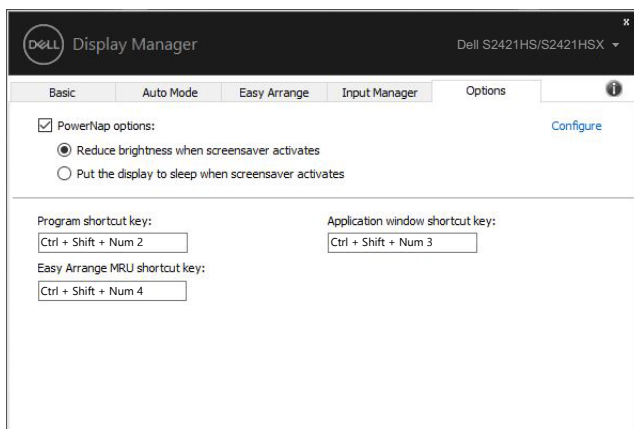 x
DELL Display Manager Dell S2421HS/S2421HSX
Basic Auto Mode Easy Arrange Input Manager Options i
PowerNap options: Configure
Reduce brightness when screensaver activates
Put the display to sleep when screensaver activates
Program shortcut key: Application window shortcut key:
Ctrl + Shift + Num 2 Ctrl + Shift + Num 3
Easy Arrange MRU shortcut key:
Ctrl + Shift + Num 4